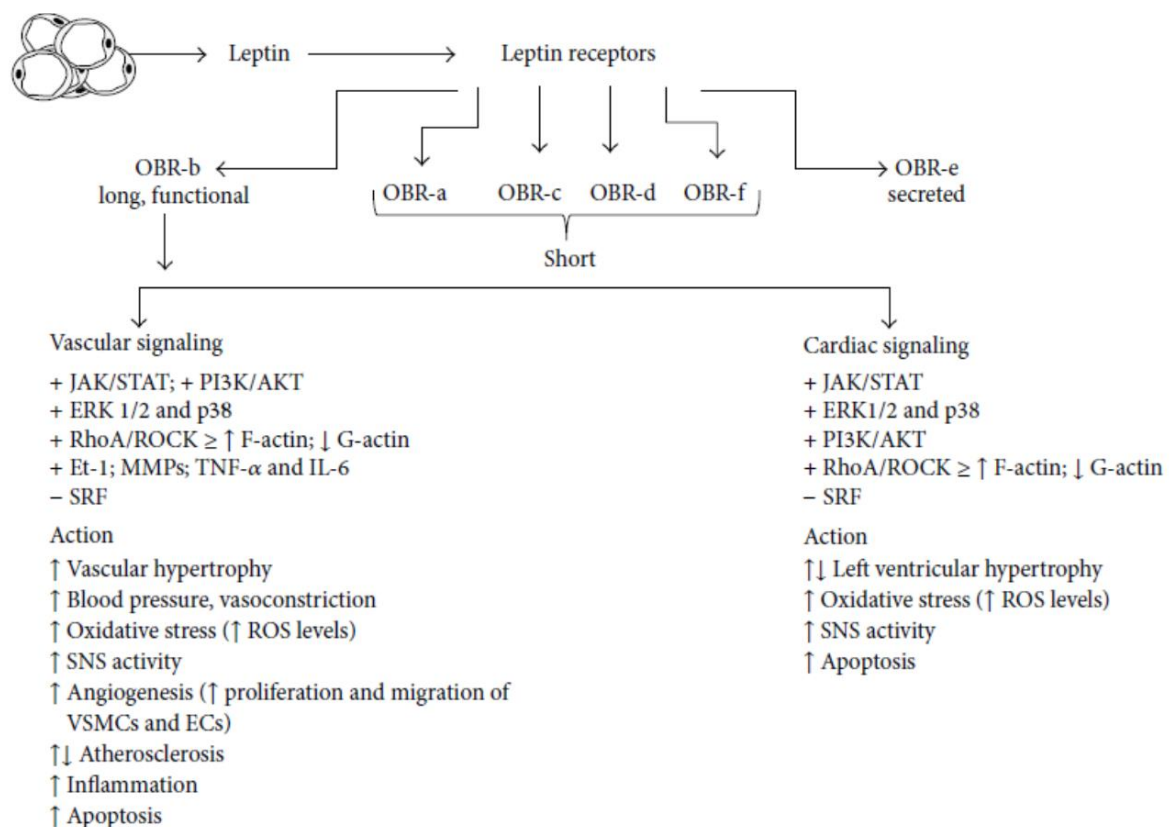 Leptin
Leptin receptors
OBR-b
long, functional
OBR-a
OBR-c
OBR-d
OBR-f
OBR-e
secreted
Short
Vascular signaling
+ JAK/STAT; + PI3K/AKT
+ ERK 1/2 and p38
+ RhoA/ROCK ≥ ↑ F-actin; ↓ G-actin
+ Et-1; MMPs; TNF-α and IL-6
− SRF
Action
↑ Vascular hypertrophy
↑ Blood pressure, vasoconstriction
↑ Oxidative stress (↑ ROS levels)
↑ SNS activity
↑ Angiogenesis (↑ proliferation and migration of
VSMCs and ECs)
↑↓ Atherosclerosis
↑ Inflammation
↑ Apoptosis
Cardiac signaling
+ JAK/STAT
+ ERK1/2 and p38
+ PI3K/AKT
+ RhoA/ROCK ≥ ↑ F-actin; ↓ G-actin
− SRF
Action
↑↓ Left ventricular hypertrophy
↑ Oxidative stress (↑ ROS levels)
↑ SNS activity
↑ Apoptosis